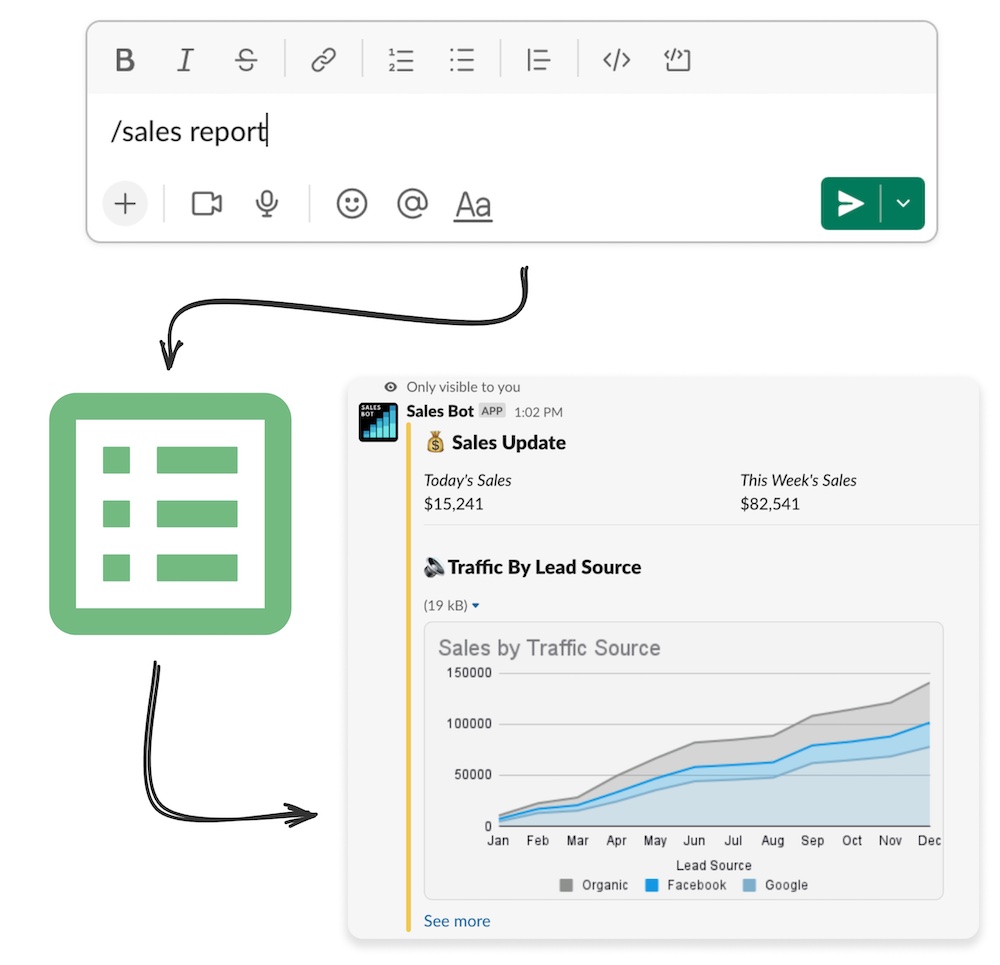 B I S
/sales report
Aa
Only visible to you
SALES
BOT
Sales Bot APP 1:02 PM
Sales Update
Today's Sales This Week's Sales
$15,241 $82,541
Traffic By Lead Source
(19 kB)
Sales by Traffic Source
150000
100000
50000
0
Jan Feb Mar Apr May Jun Jul Aug Sep Oct Nov Dec
Lead Source
Organic Facebook Google
See more